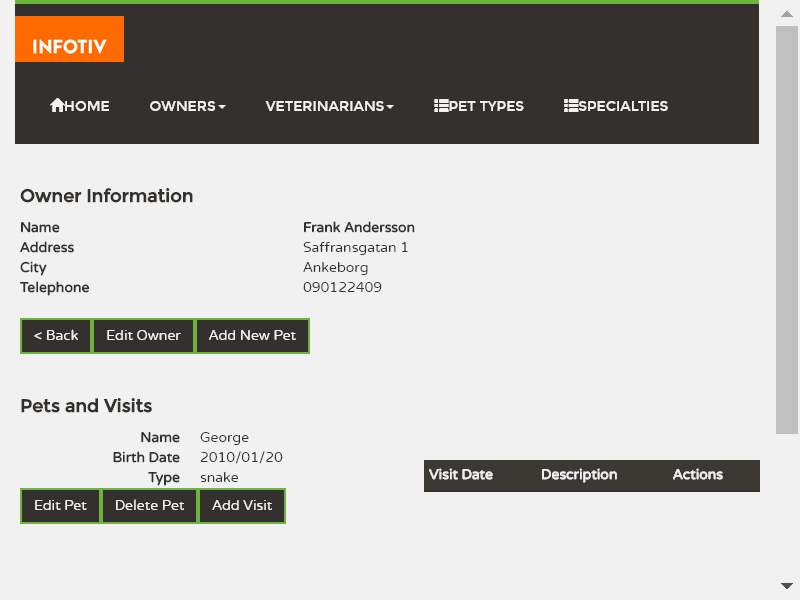 INFOTIV
HOME OWNERS VETERINARIANS PET TYPES SPECIALTIES
Owner Information
Name Frank Andersson
Address Saffransgatan 1
City Ankeborg
Telephone 090122409
< Back Edit Owner Add New Pet
Pets and Visits
Name George
Birth Date 2010/01/20
Type snake
Visit Date Description Actions
Edit Pet Delete Pet Add Visit